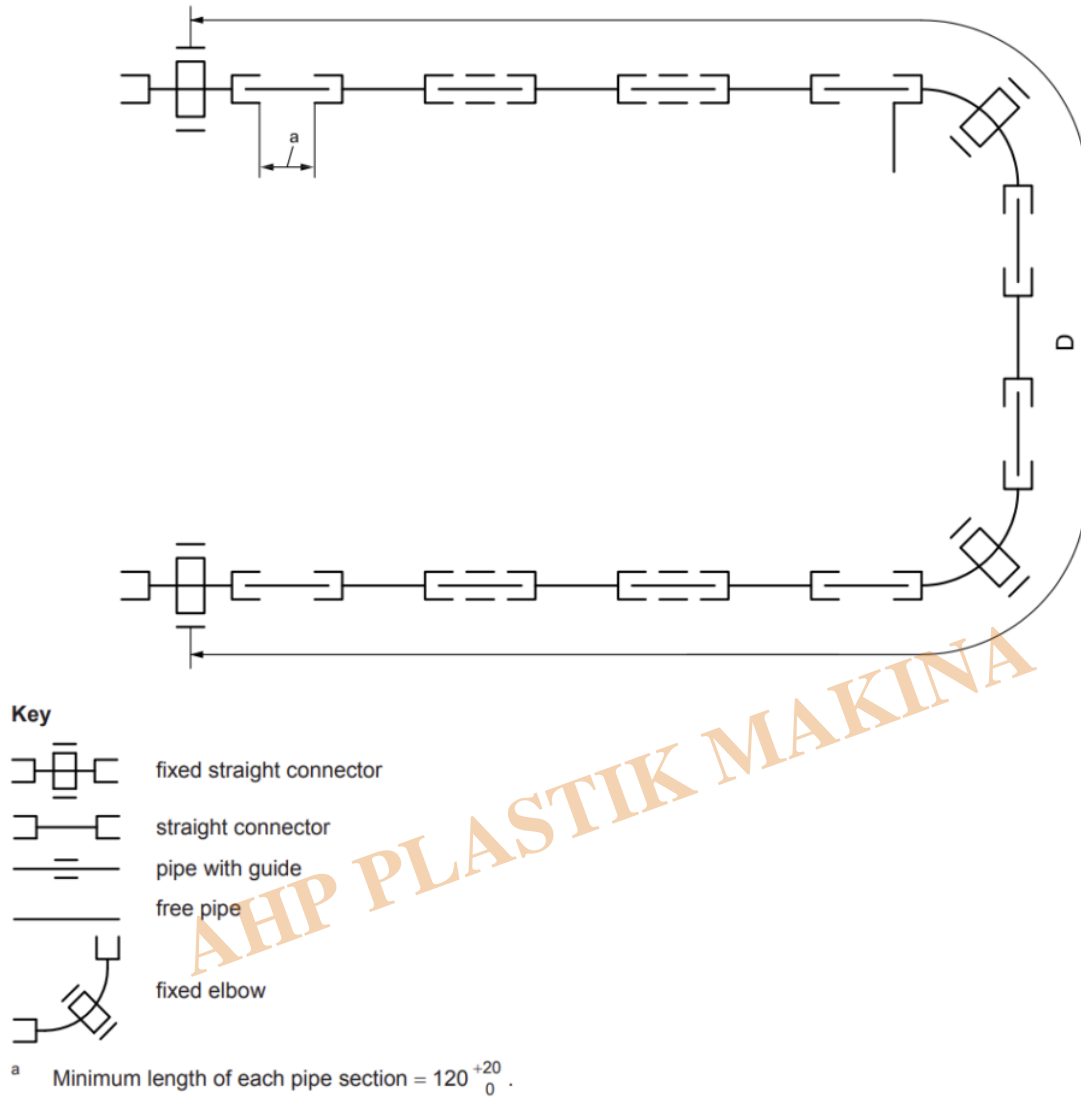 a
D
Key
fixed straight connector
straight connector
pipe with guide
free pipe
fixed elbow
a Minimum length of each pipe section = 120 +20 0 .
AHP PLASTIK MAKINA